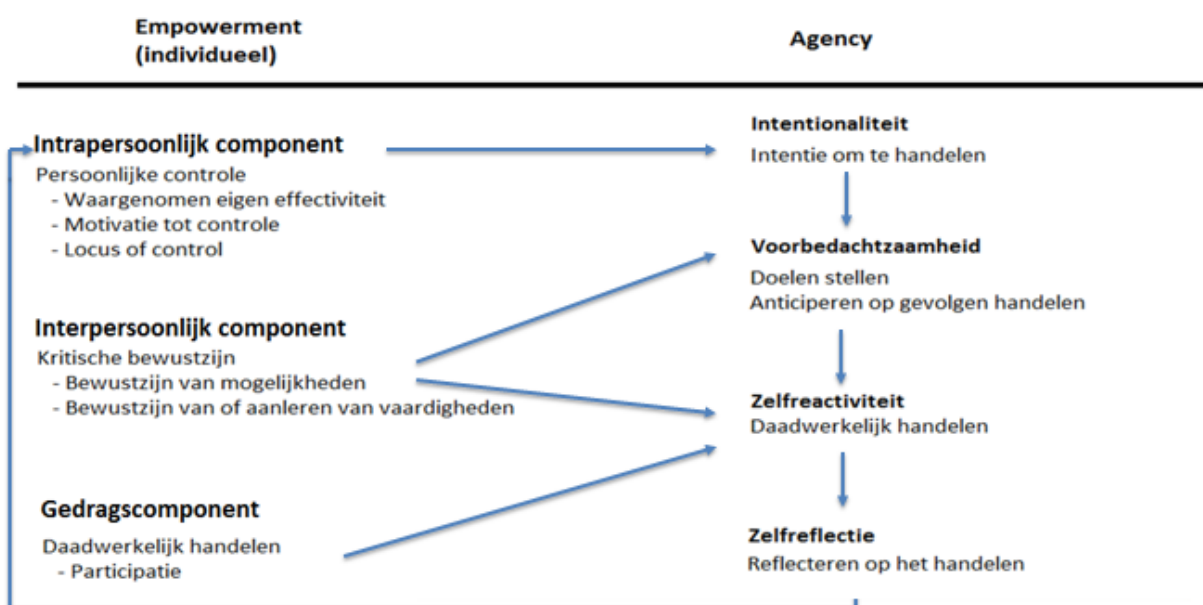 Empowerment
(individueel)
Agency
Intrapersoonlijk component
Persoonlijke controle
- Waargenomen eigen effectiviteit
- Motivatie tot controle
- Locus of control
Interpersoonlijk component
Kritische bewustzijn
- Bewustzijn van mogelijkheden
- Bewustzijn van of aanleren van vaardigheden
Gedragscomponent
Daadwerkelijk handelen
- Participatie
Intentionaliteit
Intentie om te handelen
Voorbedachtzaamheid
Doelen stellen
Anticiperen op gevolgen handelen
Zelfreactiviteit
Daadwerkelijk handelen
Zelfreflectie
Reflecteren op het handelen